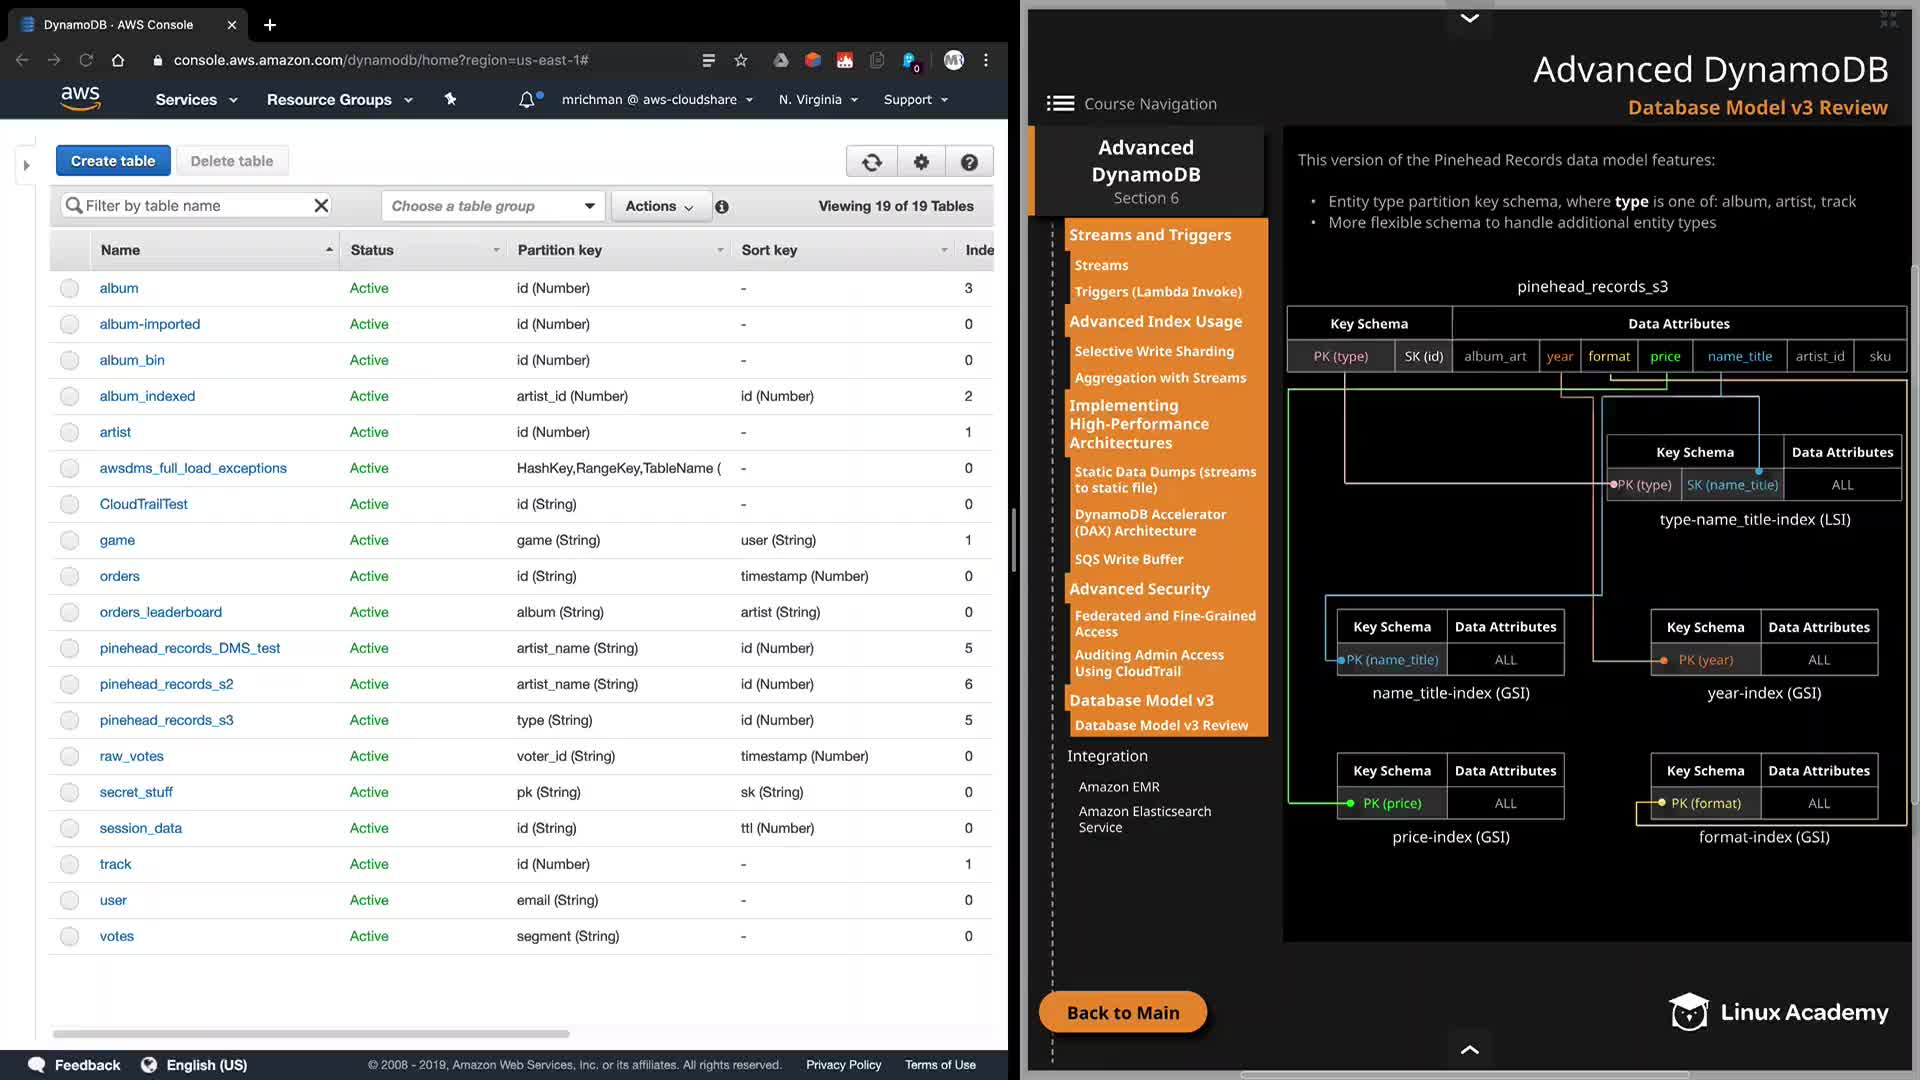 DynamoDB · AWS Console
console.aws.amazon.com/dynamodb/home?region=us-east-1#
0
MR
aws
Services
Resource Groups
mrichman @ aws-cloudshare
N. Virginia
Support
Create table
Delete table
Filter by table name
Choose a table group
Actions
Viewing 19 of 19 Tables
Name Status Partition key Sort key Inde
album Active id (Number) - 3
album-imported Active id (Number) - 0
album_bin Active id (Number) - 0
album_indexed Active artist_id (Number) id (Number) 2
artist Active id (Number) - 1
awsdms_full_load_exceptions Active HashKey,RangeKey,TableName ( - 0
CloudTrailTest Active id (String) - 0
game Active game (String) user (String) 1
orders Active id (String) timestamp (Number) 0
orders_leaderboard Active album (String) artist (String) 0
pinehead_records_DMS_test Active artist_name (String) id (Number) 5
pinehead_records_s2 Active artist_name (String) id (Number) 6
pinehead_records_s3 Active type (String) id (Number) 5
raw_votes Active voter_id (String) timestamp (Number) 0
secret_stuff Active pk (String) sk (String) 0
session_data Active id (String) ttl (Number) 0
track Active id (Number) - 1
user Active email (String) - 0
votes Active segment (String) - 0
Feedback
English (US)
© 2008 - 2019, Amazon Web Services, Inc. or its affiliates. All rights reserved.
Privacy Policy
Terms of Use
Advanced DynamoDB
Database Model v3 Review
Course Navigation
Advanced
DynamoDB
Section 6
Streams and Triggers
Streams
Triggers (Lambda Invoke)
Advanced Index Usage
Selective Write Sharding
Aggregation with Streams
Implementing
High-Performance
Architectures
Static Data Dumps (streams
to static file)
DynamoDB Accelerator
(DAX) Architecture
SQS Write Buffer
Advanced Security
Federated and Fine-Grained
Access
Auditing Admin Access
Using CloudTrail
Database Model v3
Database Model v3 Review
Integration
Amazon EMR
Amazon Elasticsearch
Service
Back to Main
This version of the Pinehead Records data model features:
• Entity type partition key schema, where type is one of: album, artist, track
• More flexible schema to handle additional entity types
pinehead_records_s3
Key Schema Data Attributes
PK (type) SK (id) album_art year format price name_title artist_id sku
Key Schema Data Attributes
PK (type) SK (name_title) ALL
type-name_title-index (LSI)
Key Schema Data Attributes
PK (name_title) ALL
name_title-index (GSI)
Key Schema Data Attributes
PK (year) ALL
year-index (GSI)
Key Schema Data Attributes
PK (price) ALL
price-index (GSI)
Key Schema Data Attributes
PK (format) ALL
format-index (GSI)
Linux Academy